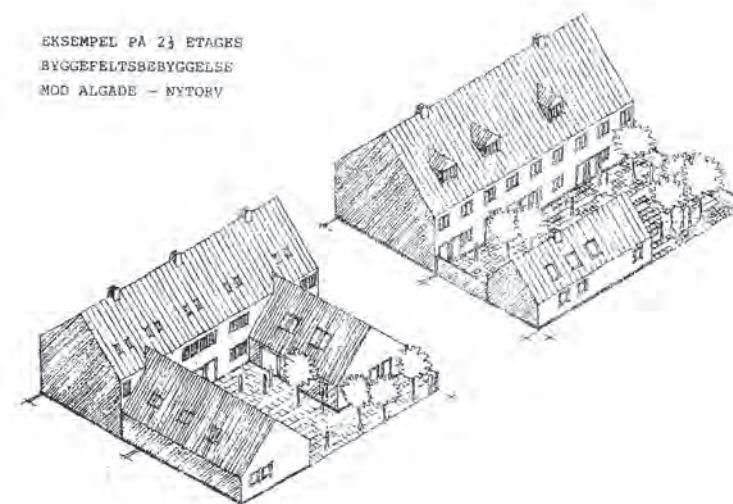 EKSEMPEL PÅ 2½ ETAGES
BYGGEFELTSBEBYGGELSE
MOD ALGADE - NYTORV